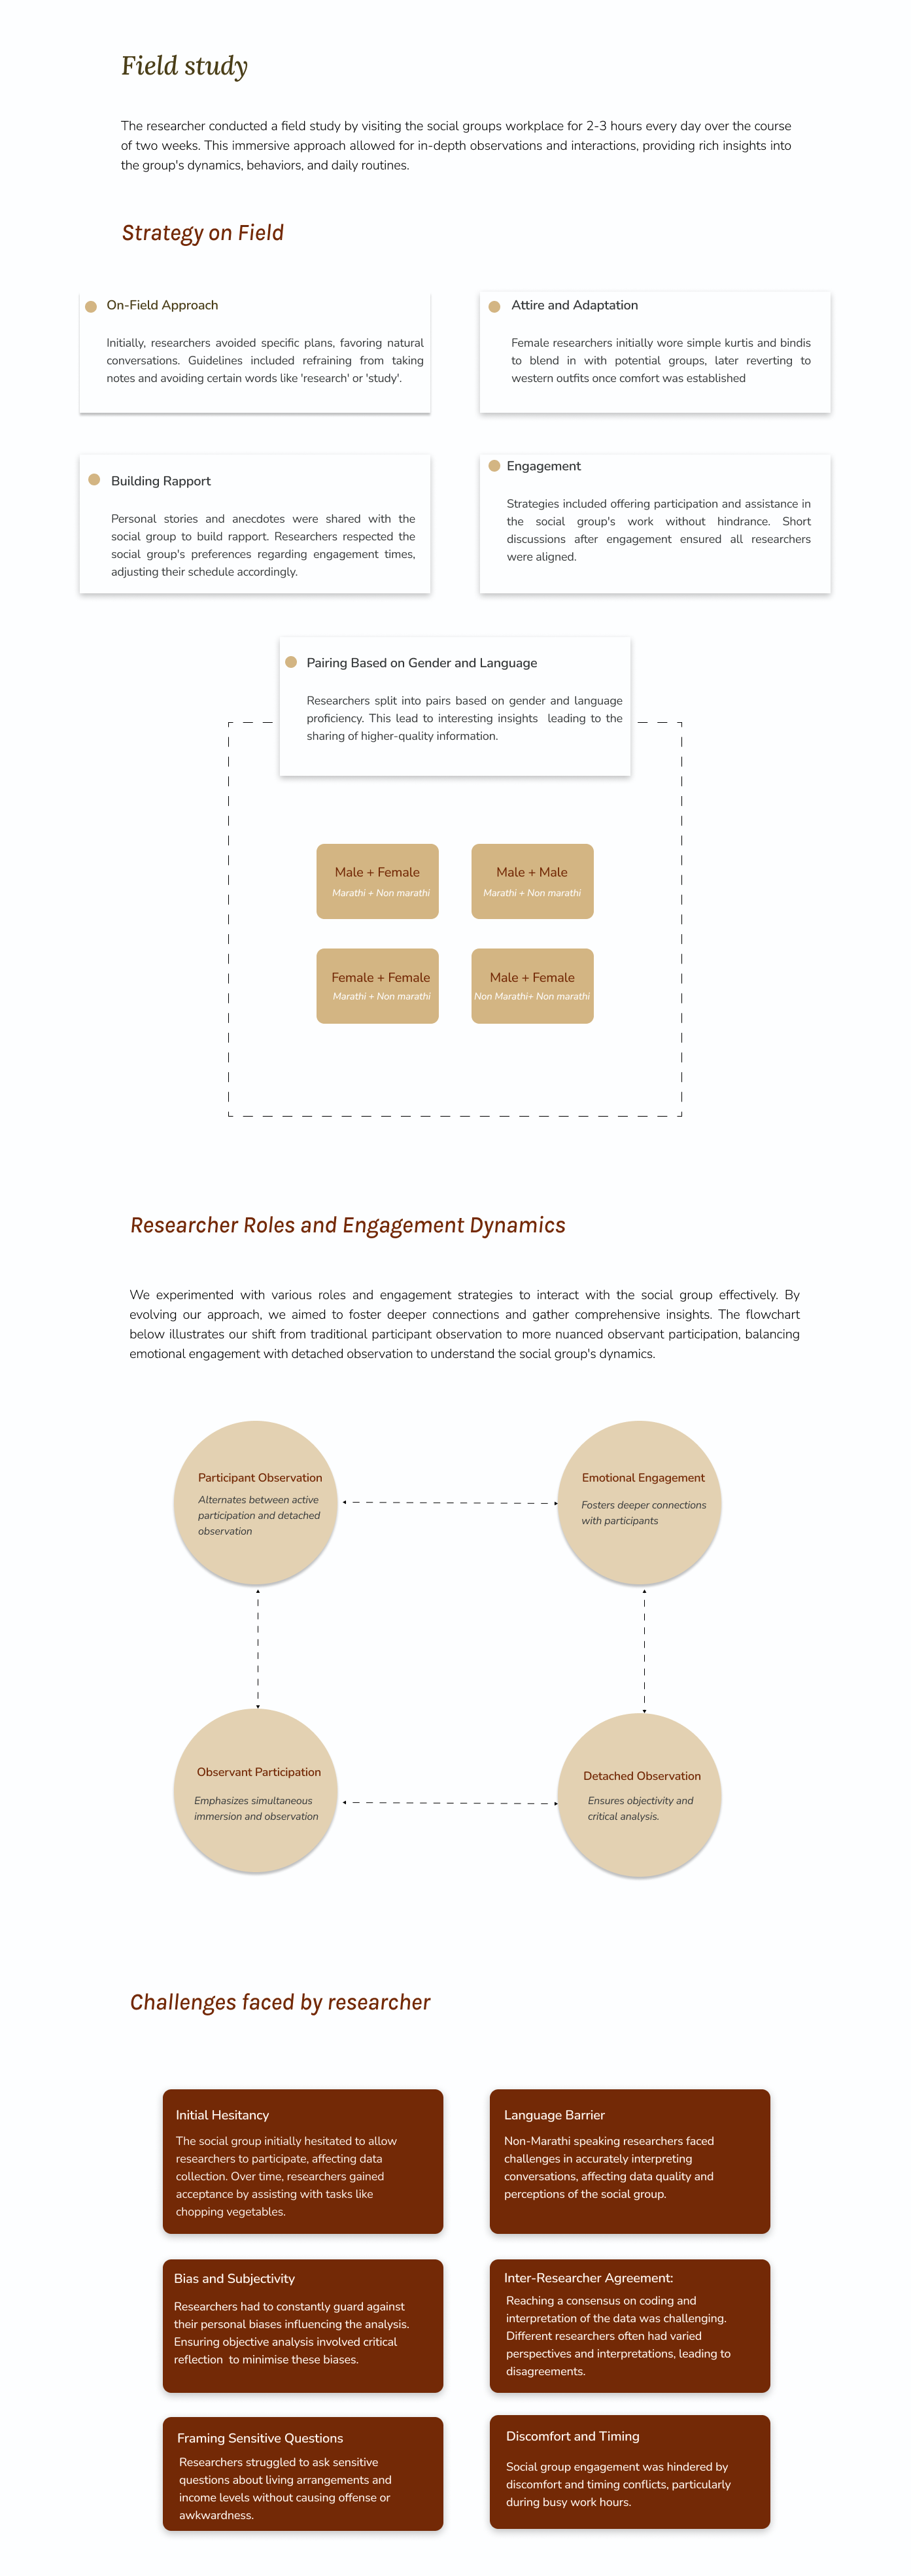 Field study
The researcher conducted a field study by visiting the social groups workplace for 2-3 hours every day over the course
of two weeks. This immersive approach allowed for in-depth observations and interactions, providing rich insights into
the group's dynamics, behaviors, and daily routines.
Strategy on Field
On-Field Approach
Initially, researchers avoided specific plans, favoring natural
conversations. Guidelines included refraining from taking
notes and avoiding certain words like 'research' or 'study'.
Attire and Adaptation
Female researchers initially wore simple kurtis and bindis
to blend in with potential groups, later reverting to
western outfits once comfort was established
Building Rapport
Personal stories and anecdotes were shared with the
social group to build rapport. Researchers respected the
social group's preferences regarding engagement times,
adjusting their schedule accordingly.
Engagement
Strategies included offering participation and assistance in
the social group's work without hindrance. Short
discussions after engagement ensured all researchers
were aligned.
Pairing Based on Gender and Language
Researchers split into pairs based on gender and language
proficiency. This lead to interesting insights leading to the
sharing of higher-quality information.
Male + Female
Marathi + Non marathi
Male + Male
Marathi + Non marathi
Female + Female
Marathi + Non marathi
Male + Female
Non Marathi+ Non marathi
Researcher Roles and Engagement Dynamics
We experimented with various roles and engagement strategies to interact with the social group effectively. By
evolving our approach, we aimed to foster deeper connections and gather comprehensive insights. The flowchart
below illustrates our shift from traditional participant observation to more nuanced observant participation, balancing
emotional engagement with detached observation to understand the social group's dynamics.
Participant Observation
Alternates between active
participation and detached
observation
Emotional Engagement
Fosters deeper connections
with participants
Observant Participation
Emphasizes simultaneous
immersion and observation
Detached Observation
Ensures objectivity and
critical analysis.
Challenges faced by researcher
Initial Hesitancy
The social group initially hesitated to allow
researchers to participate, affecting data
collection. Over time, researchers gained
acceptance by assisting with tasks like
chopping vegetables.
Language Barrier
Non-Marathi speaking researchers faced
challenges in accurately interpreting
conversations, affecting data quality and
perceptions of the social group.
Bias and Subjectivity
Researchers had to constantly guard against
their personal biases influencing the analysis.
Ensuring objective analysis involved critical
reflection to minimise these biases.
Inter-Researcher Agreement:
Reaching a consensus on coding and
interpretation of the data was challenging.
Different researchers often had varied
perspectives and interpretations, leading to
disagreements.
Framing Sensitive Questions
Researchers struggled to ask sensitive
questions about living arrangements and
income levels without causing offense or
awkwardness.
Discomfort and Timing
Social group engagement was hindered by
discomfort and timing conflicts, particularly
during busy work hours.